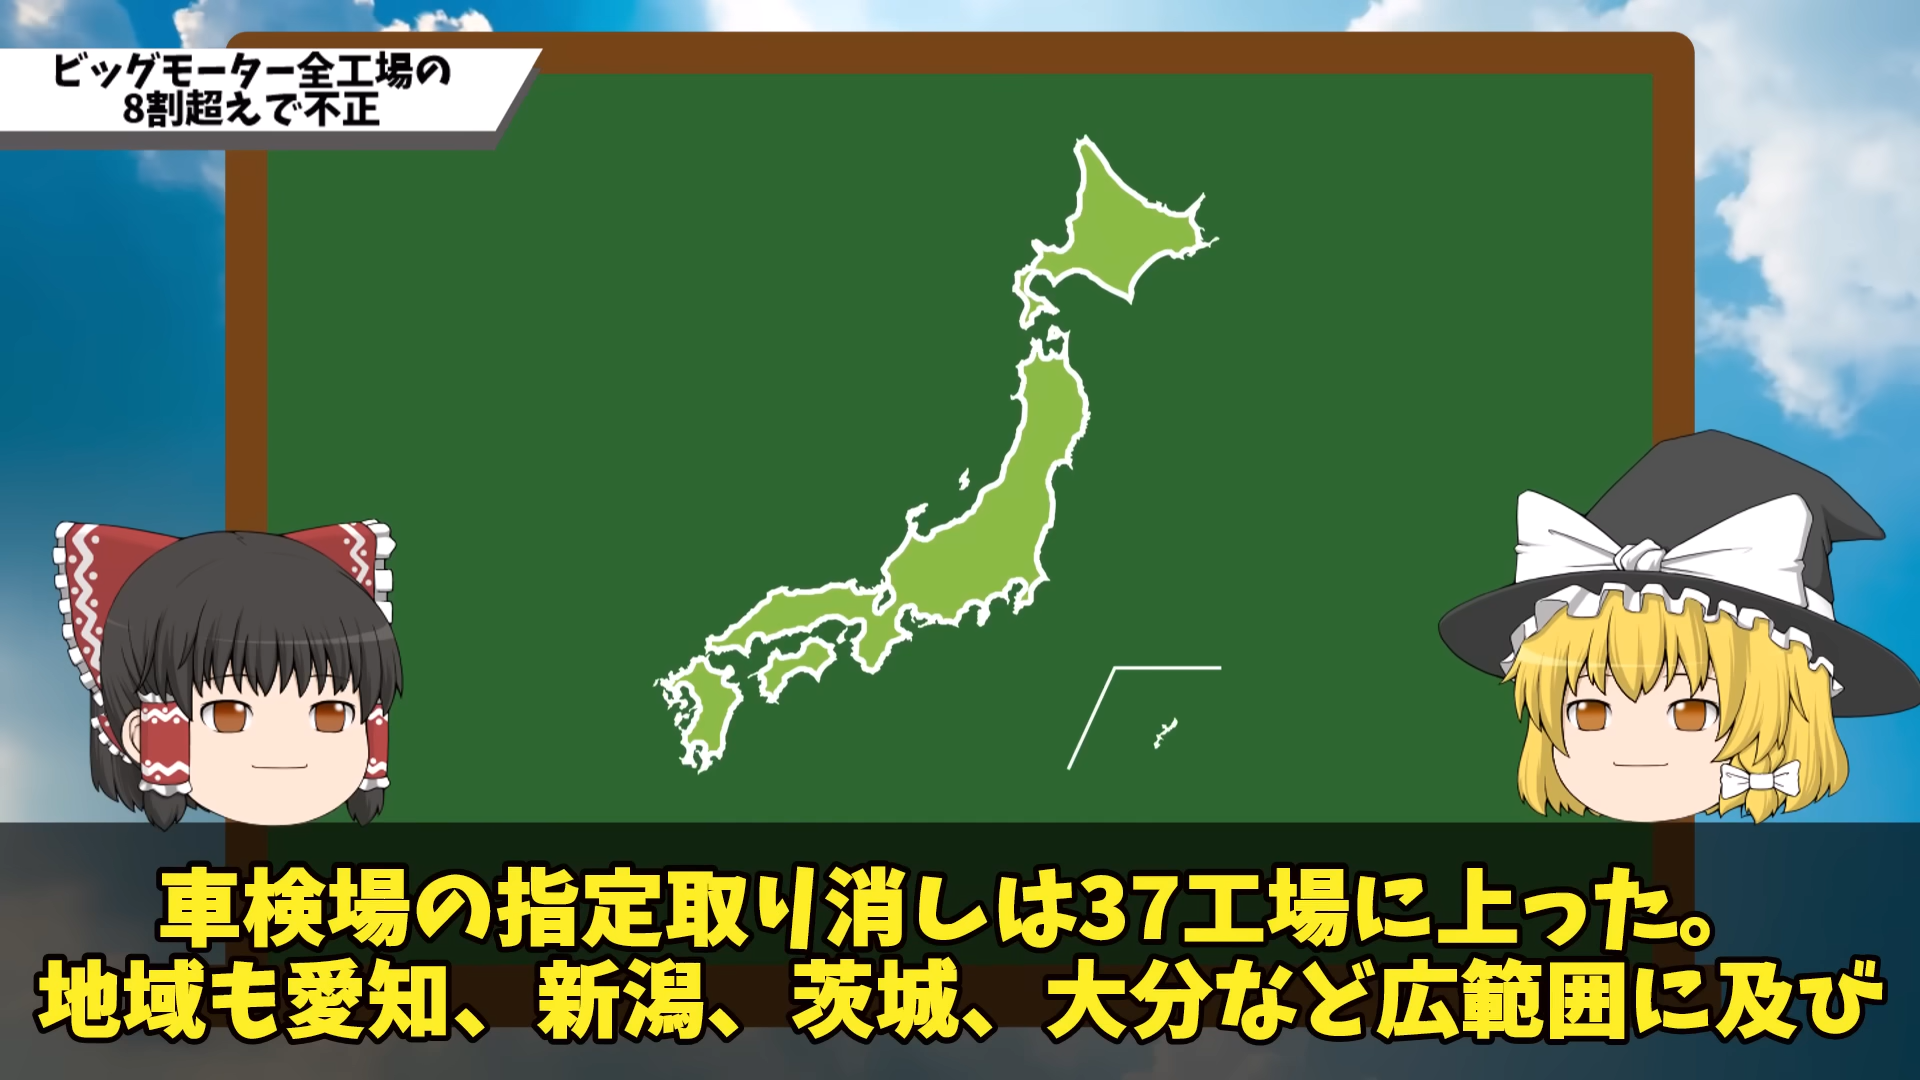 ビッグモーター全工場の
8割超えで不正
車検場の指定取り消しは37工場に上った。
地域も愛知、新潟、茨城、大分など広範囲に及び